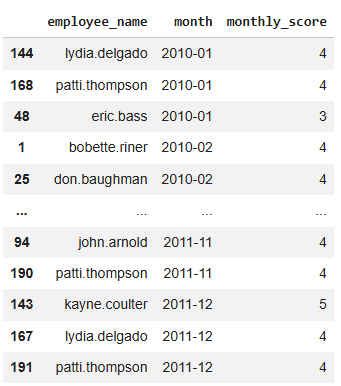 employee_name month monthly_score
144 lydia.delgado 2010-01 4
168 patti.thompson 2010-01 4
48 eric.bass 2010-01 3
1 bobette.riner 2010-02 4
25 don.baughman 2010-02 4
... ... ... ...
94 john.arnold 2011-11 4
190 patti.thompson 2011-11 4
143 kayne.coulter 2011-12 5
167 lydia.delgado 2011-12 4
191 patti.thompson 2011-12 4